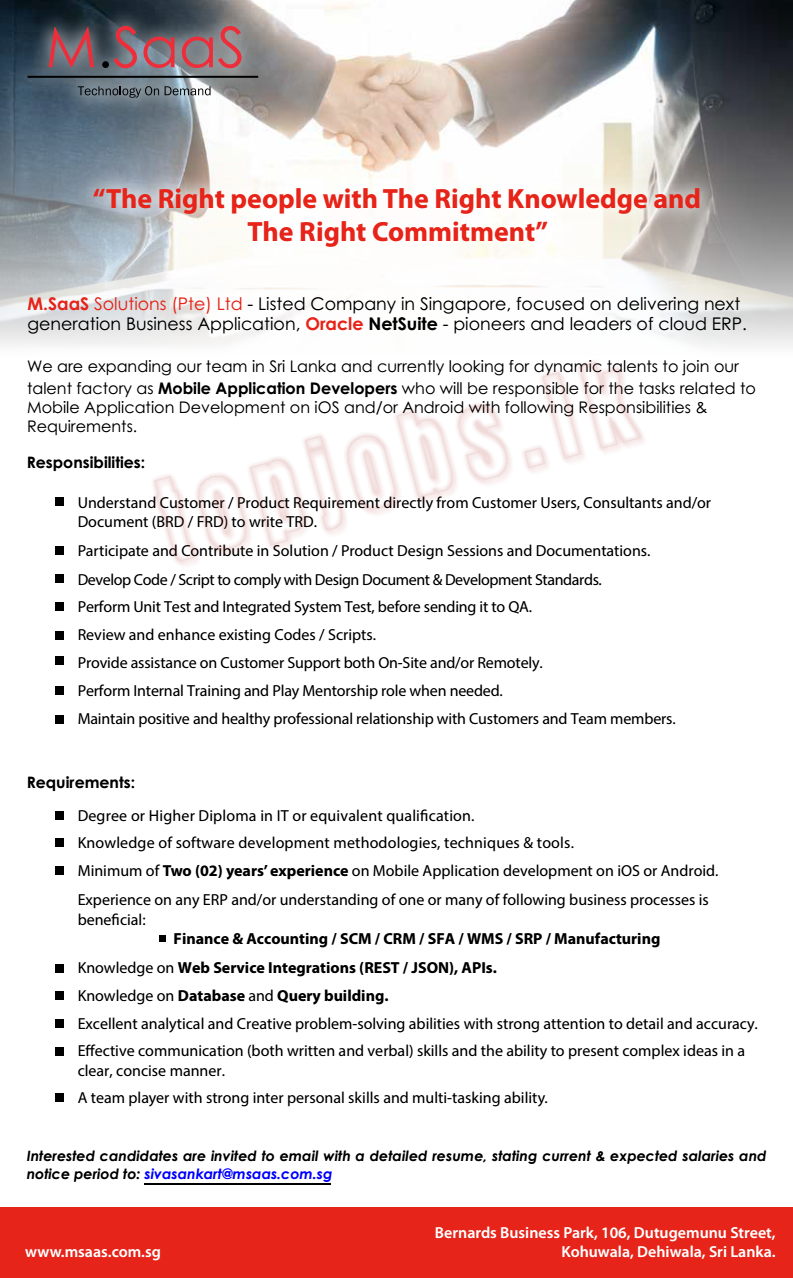 M.SaaS
Technology On Demand
“The Right people with The Right Knowledge and
The Right Commitment”
M.SaaS Solutions (Pte) Ltd - Listed Company in Singapore, focused on delivering next
generation Business Application, Oracle NetSuite - pioneers and leaders of cloud ERP.
We are expanding our team in Sri Lanka and currently looking for dynamic talents to join our
talent factory as Mobile Application Developers who will be responsible for the tasks related to
Mobile Application Development on iOS and/or Android with following Responsibilities &
Requirements.
topjobs.lk
Responsibilities:
■ Understand Customer / Product Requirement directly from Customer Users, Consultants and/or
Document (BRD / FRD) to write TRD.
■ Participate and Contribute in Solution / Product Design Sessions and Documentations.
■ Develop Code / Script to comply with Design Document & Development Standards.
■ Perform Unit Test and Integrated System Test, before sending it to QA.
■ Review and enhance existing Codes / Scripts.
■ Provide assistance on Customer Support both On-Site and/or Remotely.
■ Perform Internal Training and Play Mentorship role when needed.
■ Maintain positive and healthy professional relationship with Customers and Team members.
Requirements:
■ Degree or Higher Diploma in IT or equivalent qualification.
■ Knowledge of software development methodologies, techniques & tools.
■ Minimum of Two (02) years’ experience on Mobile Application development on iOS or Android.
Experience on any ERP and/or understanding of one or many of following business processes is
beneficial:
■ Finance & Accounting / SCM / CRM / SFA / WMS / SRP / Manufacturing
■ Knowledge on Web Service Integrations (REST / JSON), APIs.
■ Knowledge on Database and Query building.
■ Excellent analytical and Creative problem-solving abilities with strong attention to detail and accuracy.
■ Effective communication (both written and verbal) skills and the ability to present complex ideas in a
clear, concise manner.
■ A team player with strong inter personal skills and multi-tasking ability.
Interested candidates are invited to email with a detailed resume, stating current & expected salaries and
notice period to: sivasankart@msaas.com.sg
www.msaas.com.sg
Bernards Business Park, 106, Dutugemunu Street,
Kohuwala, Dehiwala, Sri Lanka.